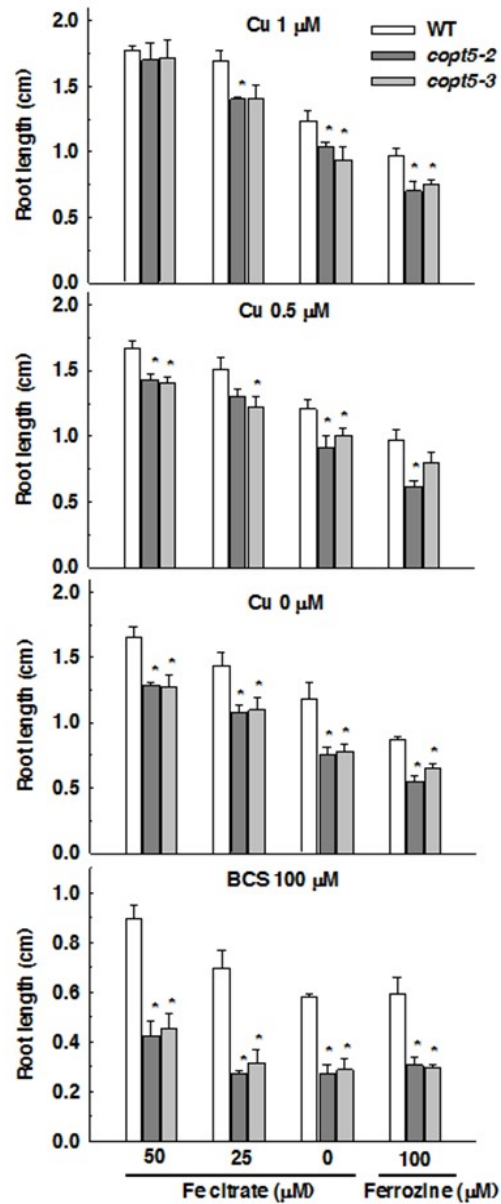 Cu 1 μM
WT
copt5-2
copt5-3
Root length (cm)
2.0
1.5
1.0
0.5
0.0
* * * * *
Cu 0.5 μM
Root length (cm)
2.0
1.5
1.0
0.5
0.0
* * * * * *
Cu 0 μM
Root length (cm)
2.0
1.5
1.0
0.5
0.0
* * * * * * * *
BCS 100 μM
Root length (cm)
1.0
0.8
0.6
0.4
0.2
0.0
* * * * * * * *
50 25 0 100
Fe citrate (μM) Ferrozine (μM)